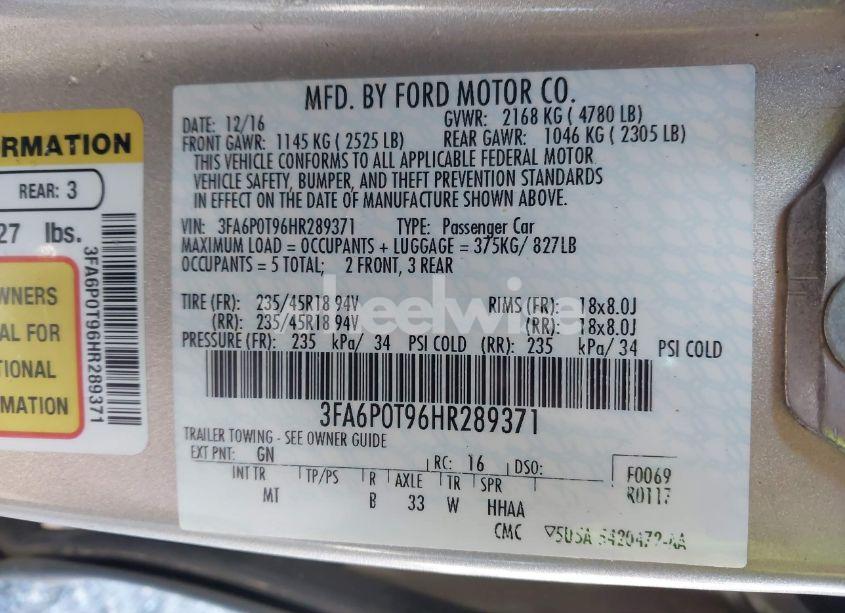 RMATION
REAR: 3
27 lbs.
WNERS
AL FOR
TIONAL
RMATION
3FA6P0T96HR289371
MFD. BY FORD MOTOR CO.
DATE: 12/16 GVWR: 2168 KG ( 4780 LB)
FRONT GAWR: 1145 KG ( 2525 LB) REAR GAWR: 1046 KG ( 2305 LB)
THIS VEHICLE CONFORMS TO ALL APPLICABLE FEDERAL MOTOR
VEHICLE SAFETY, BUMPER, AND THEFT PREVENTION STANDARDS
IN EFFECT ON THE DATE OF MANUFACTURE SHOWN ABOVE.
VIN: 3FA6P0T96HR289371 TYPE: Passenger Car
MAXIMUM LOAD = OCCUPANTS + LUGGAGE = 375KG/ 827LB
OCCUPANTS = 5 TOTAL; 2 FRONT, 3 REAR
TIRE (FR): 235/45R18 94V RIMS (FR): 18x8.0J
(RR): 235/45R18 94V (RR): 18x8.0J
PRESSURE (FR): 235 kPa/ 34 PSI COLD (RR): 235 kPa/ 34 PSI COLD
3FA6P0T96HR289371
TRAILER TOWING - SEE OWNER GUIDE
EXT PNT: GN RC: 16 DSO: F0069
INT TR TP/PS R AXLE TR SPR R0117
MT B 33 W HHAA
CMC